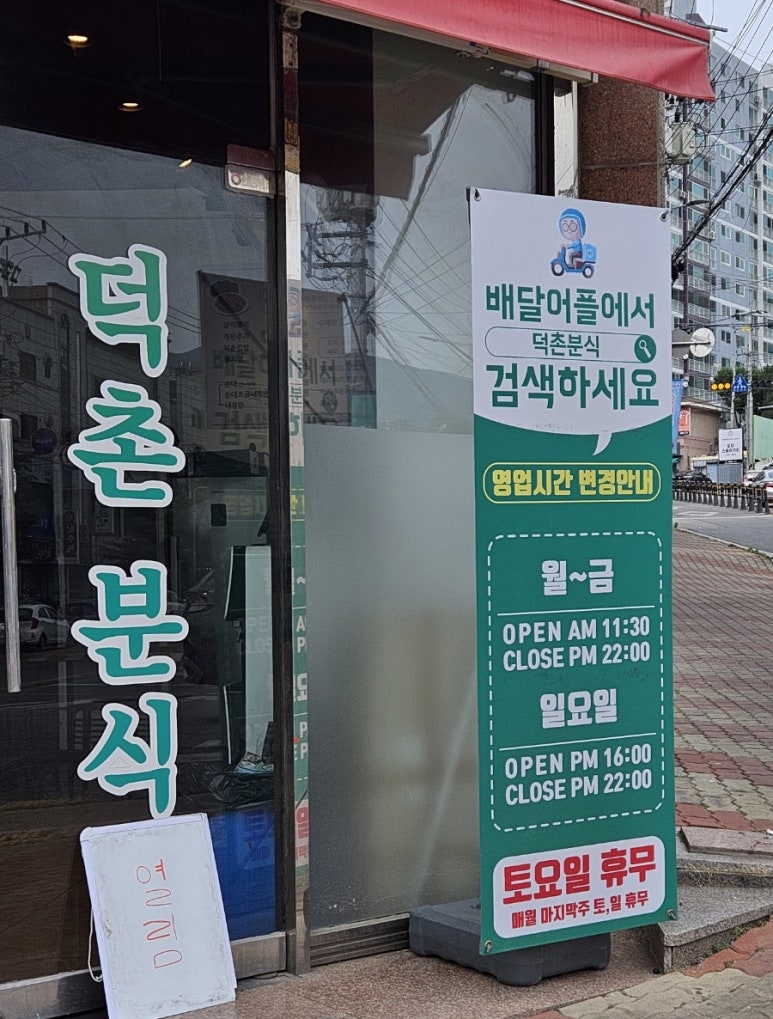 덕촌 분식
열림
배달어플에서
덕촌분식
검색하세요
영업시간 변경안내
월~금
OPEN AM 11:30
CLOSE PM 22:00
일요일
OPEN PM 16:00
CLOSE PM 22:00
토요일 휴무
매월 마지막주 토,일 휴무